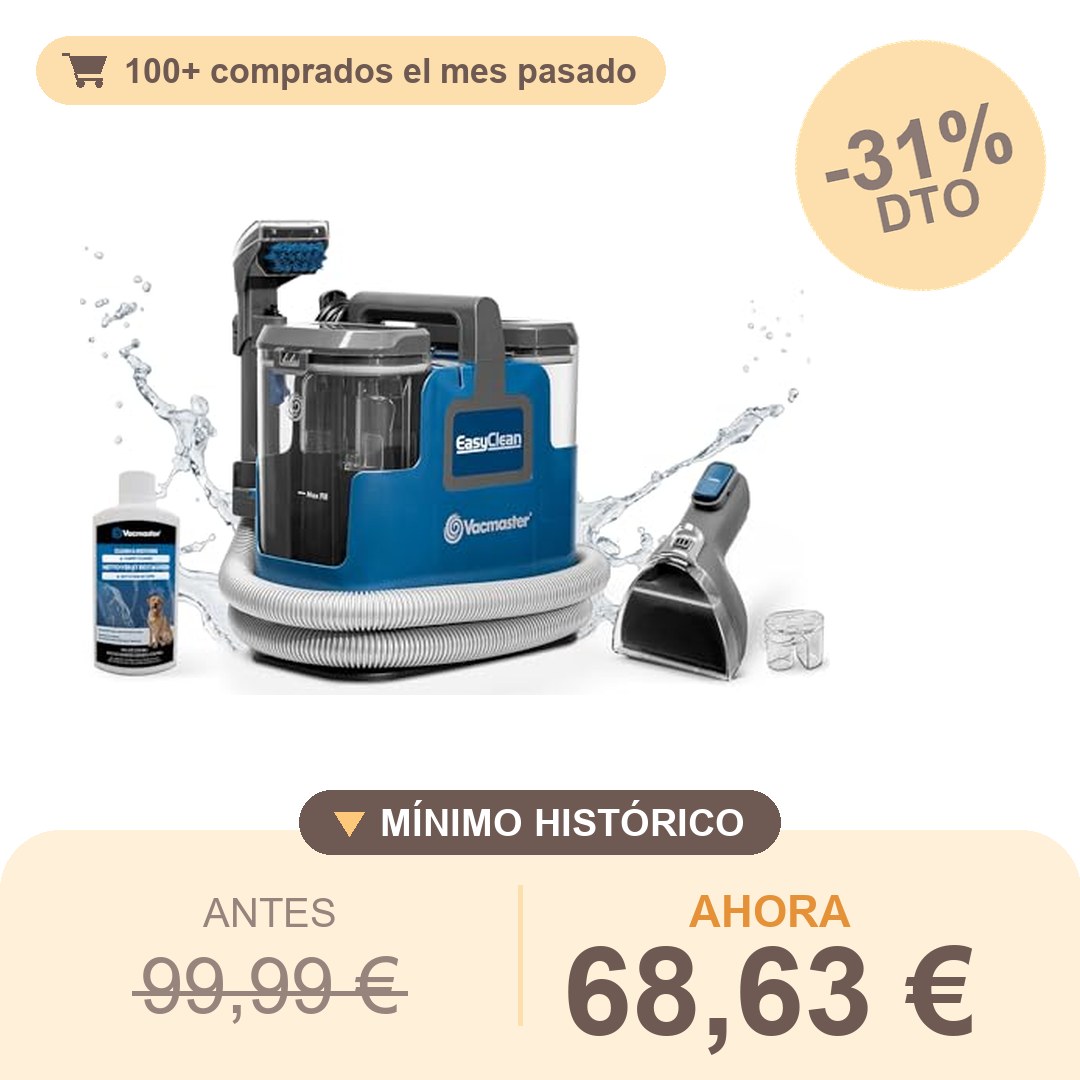 100+ comprados el mes pasado
-31%
DTO
EasyClean
Max Fill
Vacmaster
Vacmaster
MÍNIMO HISTÓRICO
ANTES
AHORA
99,99 €
68,63 €